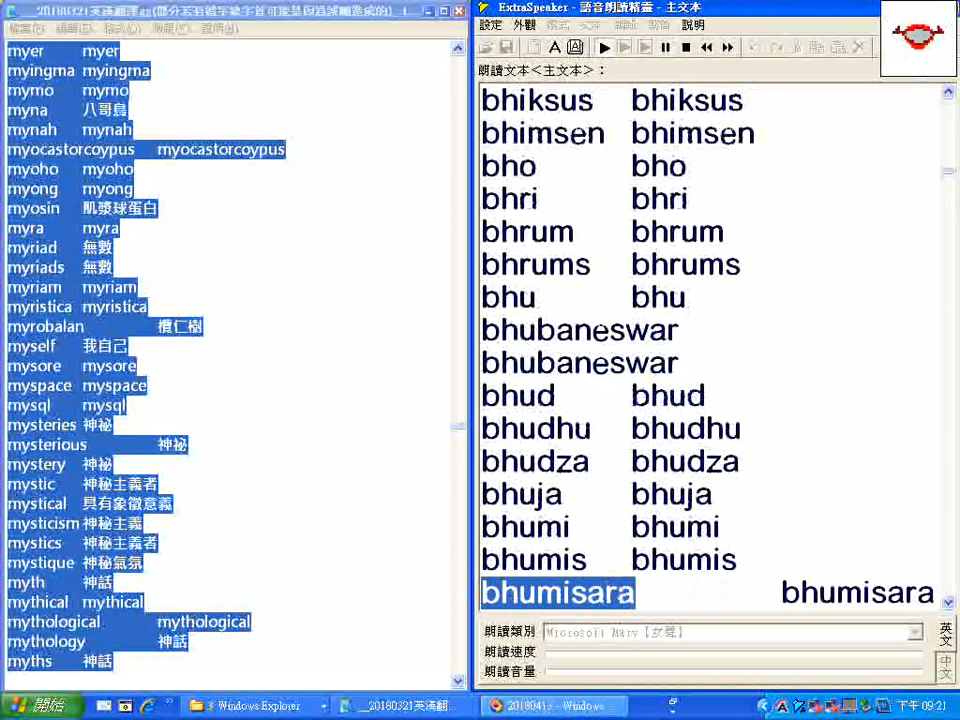 ExtraSpeaker - 語音朗讀精靈 - 主文本
設定 外觀 說明
朗讀文本<主文本>：
myer myer
myingma myingma
mymo mymo
myna 八哥鳥
mynah mynah
myocastorcoypus myocastorcoypus
myoho myoho
myong myong
myosin 肌漿球蛋白
myra myra
myriad 無數
myriads 無數
myriam myriam
myristica myristica
myrobalan 欖仁樹
myself 我自己
mysore mysore
myspace myspace
mysql mysql
mysteries 神祕
mysterious 神祕
mystery 神祕
mystic 神秘主義者
mystical 具有象徵意義
mysticism 神秘主義
mystics 神秘主義者
mystique 神秘氣氛
myth 神話
mythical mythical
mythological mythological
mythology 神話
myths 神話
bhiksus bhiksus
bhimsen bhimsen
bho bho
bhri bhri
bhrum bhrum
bhrums bhrums
bhu bhu
bhubaneswar
bhubaneswar
bhud bhud
bhudhu bhudhu
bhudza bhudza
bhuja bhuja
bhumi bhumi
bhumis bhumis
bhumisara bhumisara
朗讀類別 Microsoft Mary【女聲】
朗讀速度
朗讀音量
英文
中文
開始
3 Windows Explorer
下午 09:21